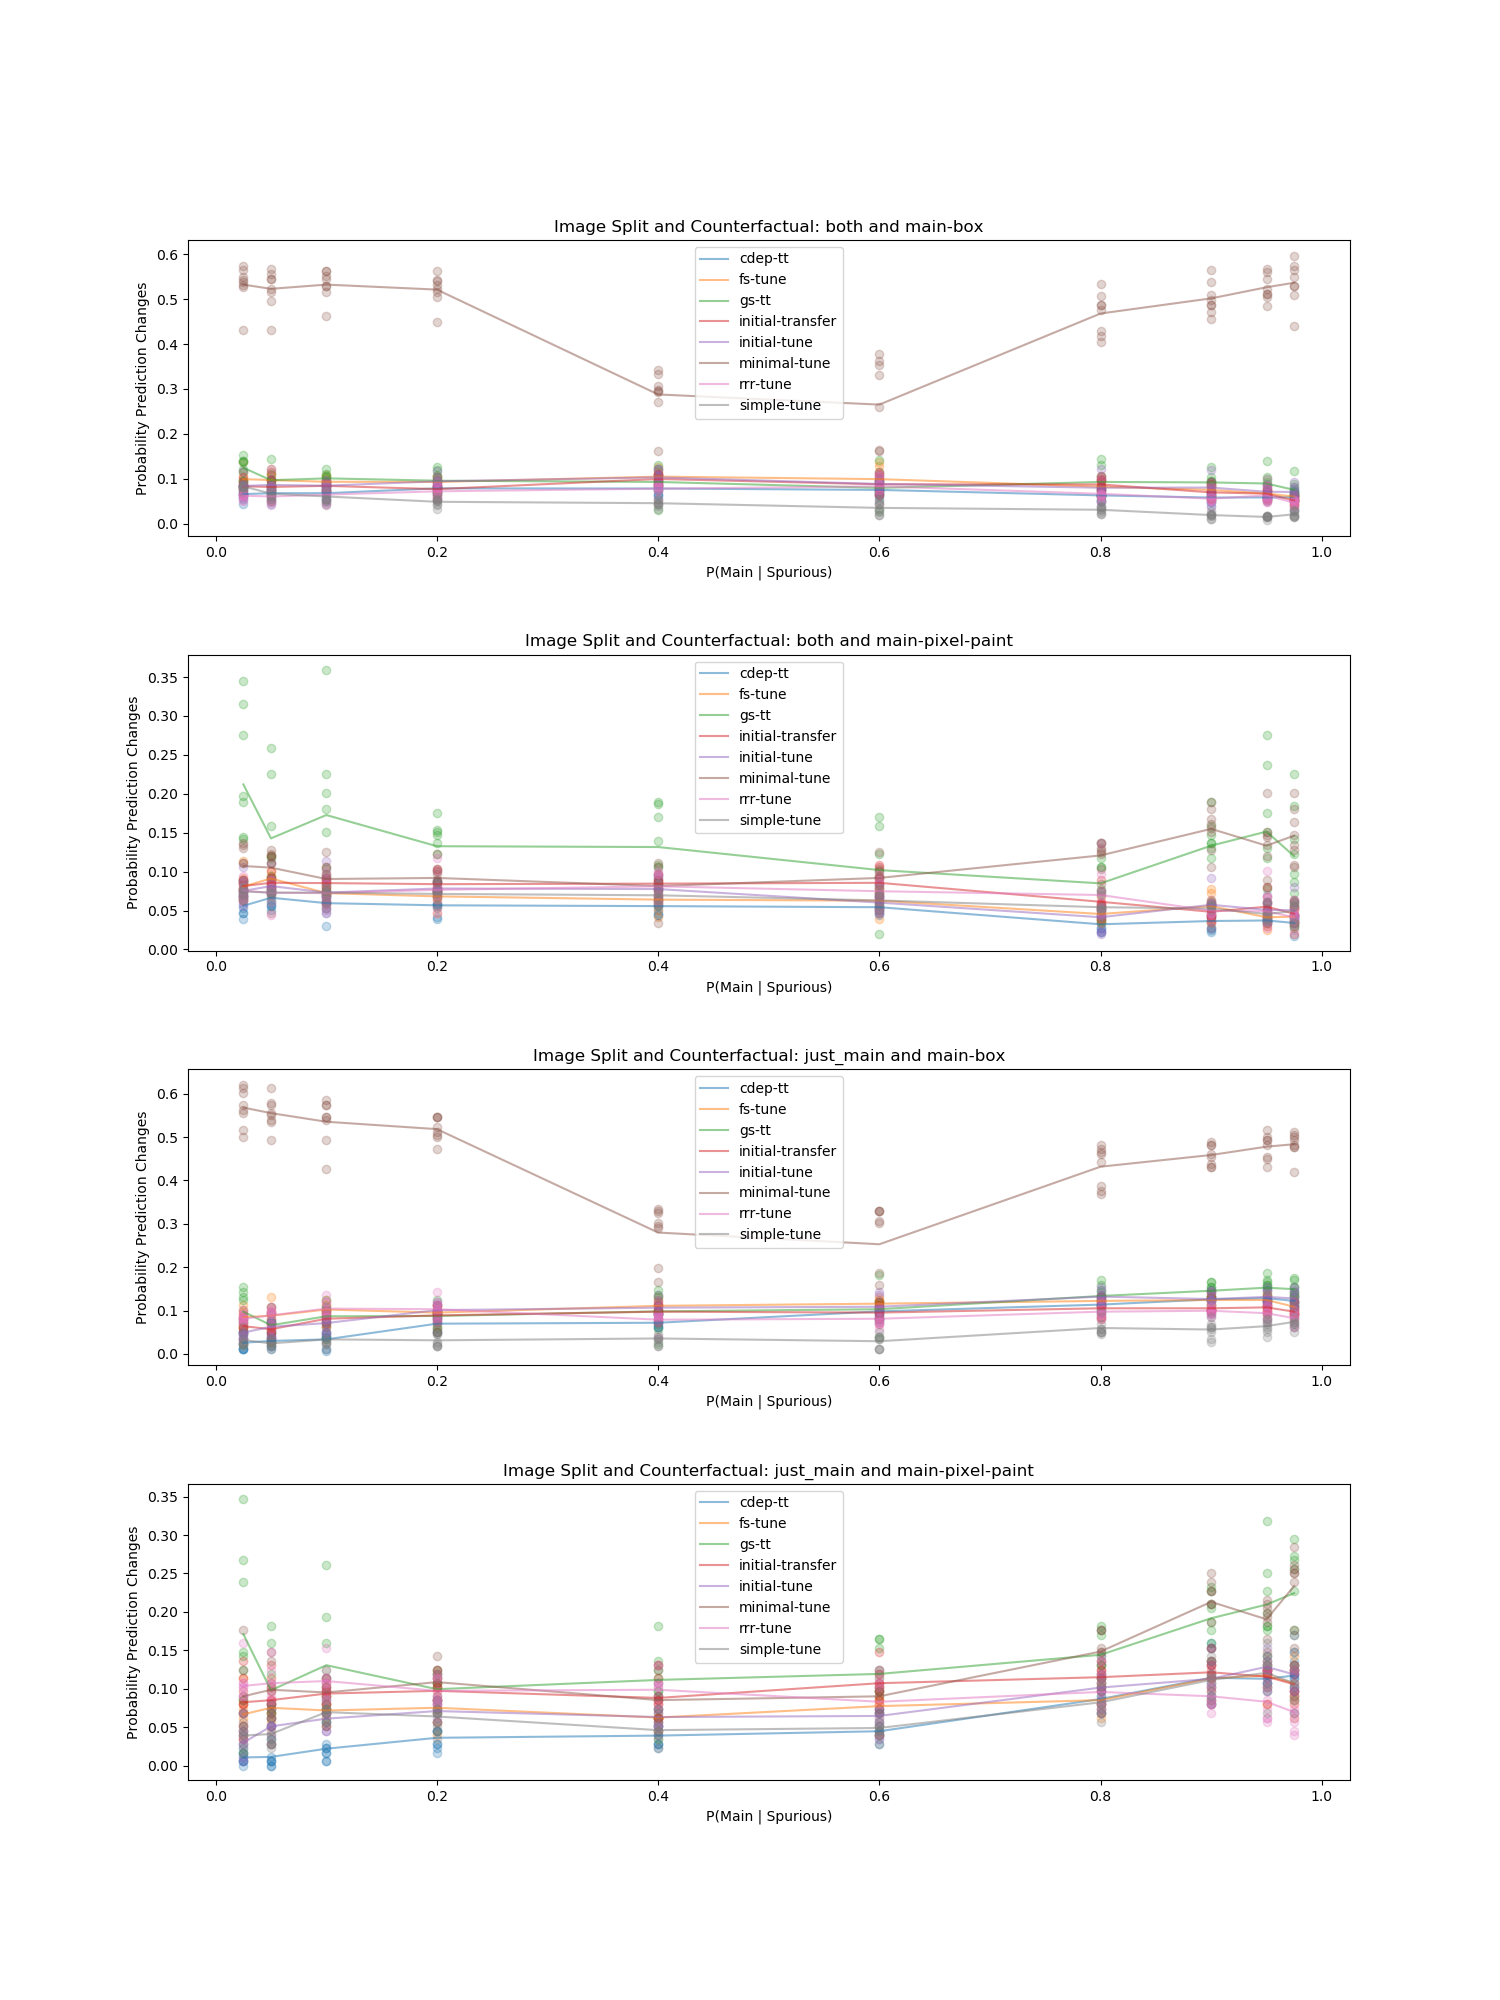 Image Split and Counterfactual: both and main-box
Probability Prediction Changes
0.6
0.5
0.4
0.3
0.2
0.1
0.0
cdep-tt
fs-tune
gs-tt
initial-transfer
initial-tune
minimal-tune
rrr-tune
simple-tune
0.0 0.2 0.4 0.6 0.8 1.0
P(Main | Spurious)
Image Split and Counterfactual: both and main-pixel-paint
Probability Prediction Changes
0.35
0.30
0.25
0.20
0.15
0.10
0.05
0.00
cdep-tt
fs-tune
gs-tt
initial-transfer
initial-tune
minimal-tune
rrr-tune
simple-tune
0.0 0.2 0.4 0.6 0.8 1.0
P(Main | Spurious)
Image Split and Counterfactual: just_main and main-box
Probability Prediction Changes
0.6
0.5
0.4
0.3
0.2
0.1
0.0
cdep-tt
fs-tune
gs-tt
initial-transfer
initial-tune
minimal-tune
rrr-tune
simple-tune
0.0 0.2 0.4 0.6 0.8 1.0
P(Main | Spurious)
Image Split and Counterfactual: just_main and main-pixel-paint
Probability Prediction Changes
0.35
0.30
0.25
0.20
0.15
0.10
0.05
0.00
cdep-tt
fs-tune
gs-tt
initial-transfer
initial-tune
minimal-tune
rrr-tune
simple-tune
0.0 0.2 0.4 0.6 0.8 1.0
P(Main | Spurious)